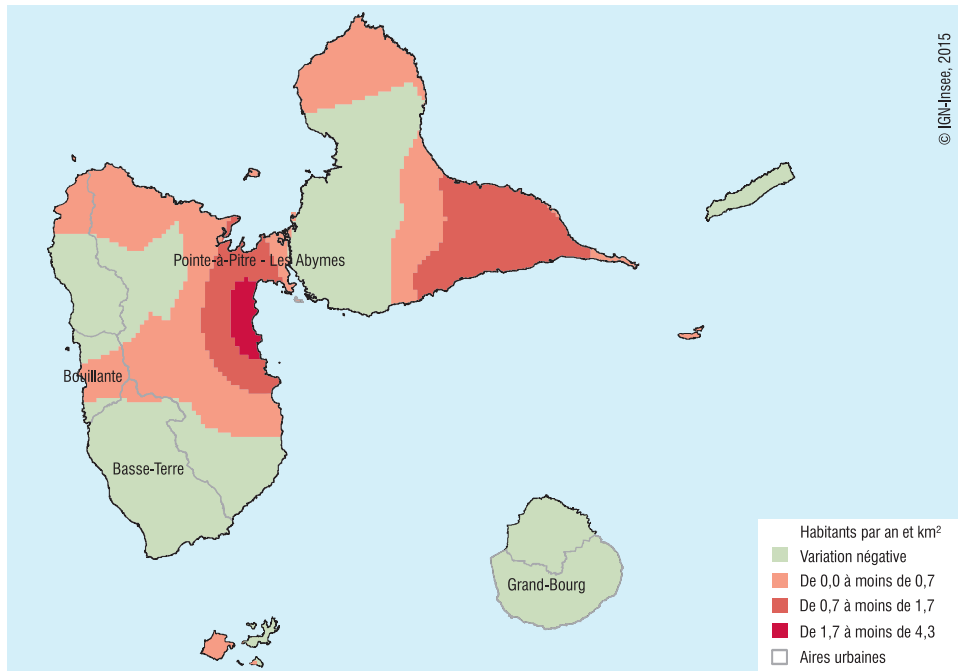 © IGN-Insee, 2015
Pointe-à-Pitre - Les Abymes
Bouillante
Basse-Terre
Grand-Bourg
Habitants par an et km²
Variation négative
De 0,0 à moins de 0,7
De 0,7 à moins de 1,7
De 1,7 à moins de 4,3
Aires urbaines